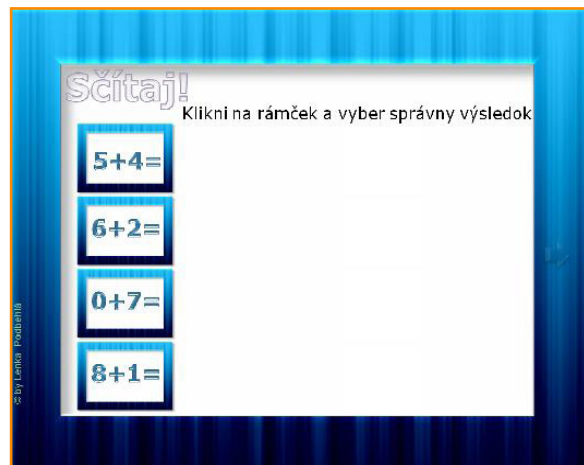 Sčítaj!
Klikni na rámček a vyber správny výsledok
5+4=
6+2=
0+7=
8+1=
© by Lenka Podbehlá